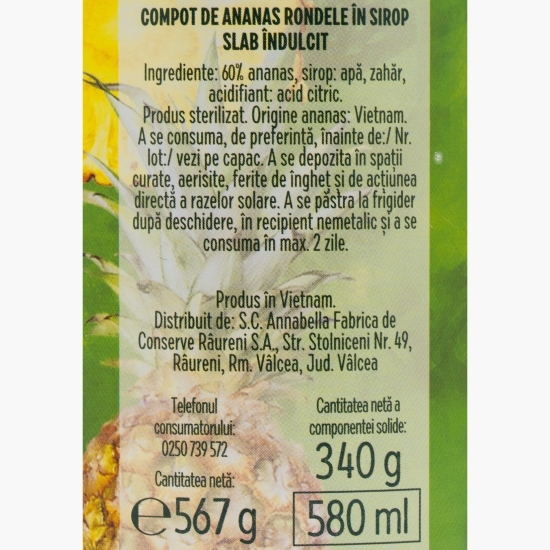 COMPOT DE ANANAS RONDELE ÎN SIROP
SLAB ÎNDULCIT
Ingrediente: 60% ananas, sirop: apă, zahăr,
acidifiant: acid citric.
Produs sterilizat. Origine ananas: Vietnam.
A se consuma, de preferință, înainte de:/ Nr.
lot:/ vezi pe capac. A se depozita în spații
curate, aerisite, ferite de îngheț și de acțiunea
directă a razelor solare. A se păstra la frigider
după deschidere, în recipient nemetalic și a se
consuma în max. 2 zile.
Produs în Vietnam.
Distribuit de: S.C. Annabella Fabrica de
Conserve Râureni S.A., Str. Stolniceni Nr. 49,
Râureni, Rm. Vâlcea, Jud. Vâlcea
Telefonul
consumatorului:
0250 739 572
Cantitatea netă:
℮567 g
Cantitatea netă a
componentei solide:
340 g
580 ml